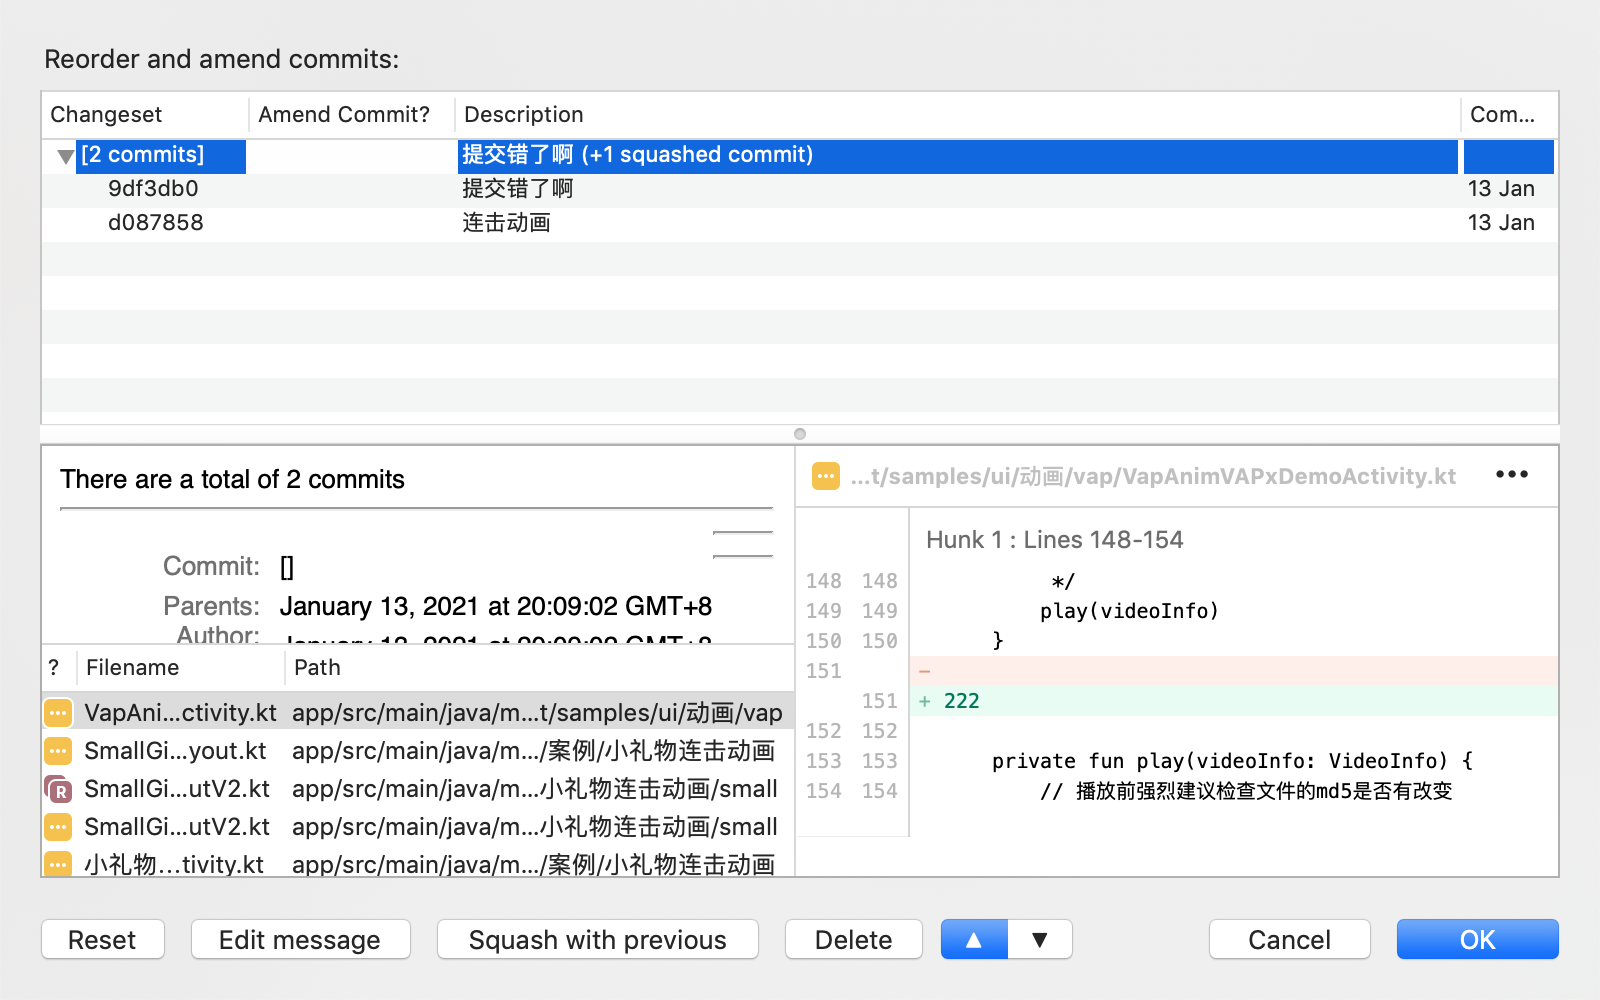 Reorder and amend commits:
Changeset Amend Commit? Description Com...
[2 commits] 提交错了啊 (+1 squashed commit)
9df3db0 提交错了啊 13 Jan
d087858 连击动画 13 Jan
There are a total of 2 commits
Commit: []
Parents: January 13, 2021 at 20:09:02 GMT+8
Author: January 13, 2021 at 20:09:02 GMT+8
? Filename Path
VapAni...ctivity.kt app/src/main/java/m...t/samples/ui/动画/vap
SmallGi...yout.kt app/src/main/java/m.../案例/小礼物连击动画
R SmallGi...utV2.kt app/src/main/java/m...小礼物连击动画/small
SmallGi...utV2.kt app/src/main/java/m...小礼物连击动画/small
小礼物...tivity.kt app/src/main/java/m.../案例/小礼物连击动画
...t/samples/ui/动画/vap/VapAnimVAPxDemoActivity.kt •••
Hunk 1 : Lines 148-154
148 148 */
149 149 play(videoInfo)
150 150 }
151 −
151 + 222
152 152
153 153 private fun play(videoInfo: VideoInfo) {
154 154 // 播放前强烈建议检查文件的md5是否有改变
Reset Edit message Squash with previous Delete ▲ ▼ Cancel OK